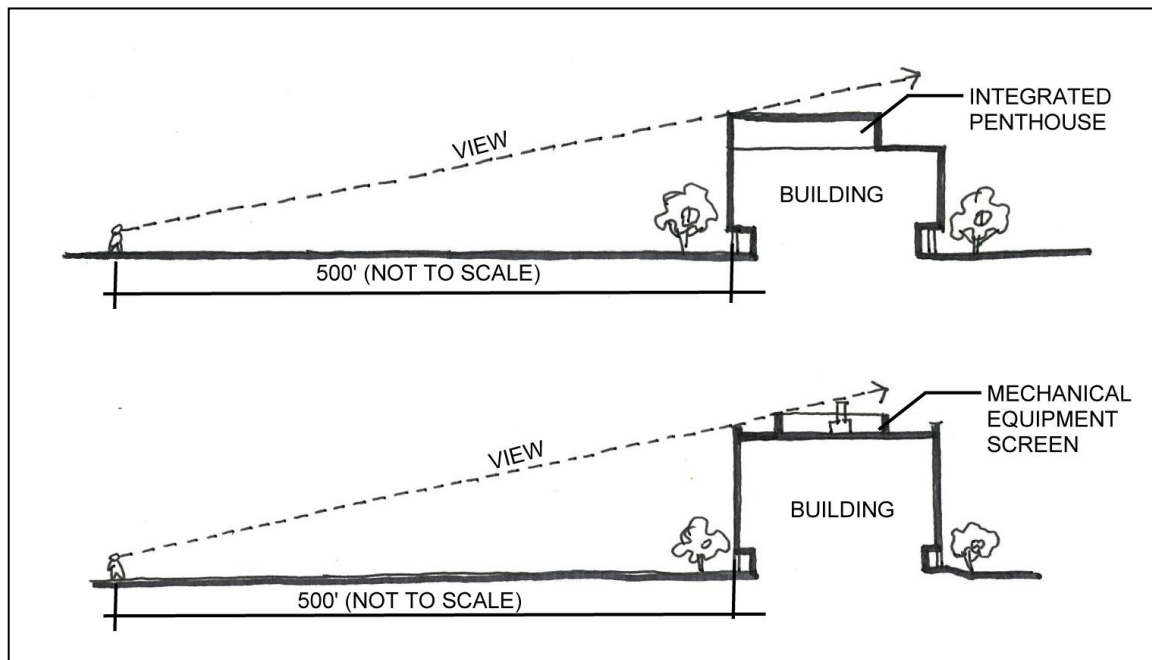 VIEW
INTEGRATED
PENTHOUSE
BUILDING
500' (NOT TO SCALE)
VIEW
MECHANICAL
EQUIPMENT
SCREEN
BUILDING
500' (NOT TO SCALE)